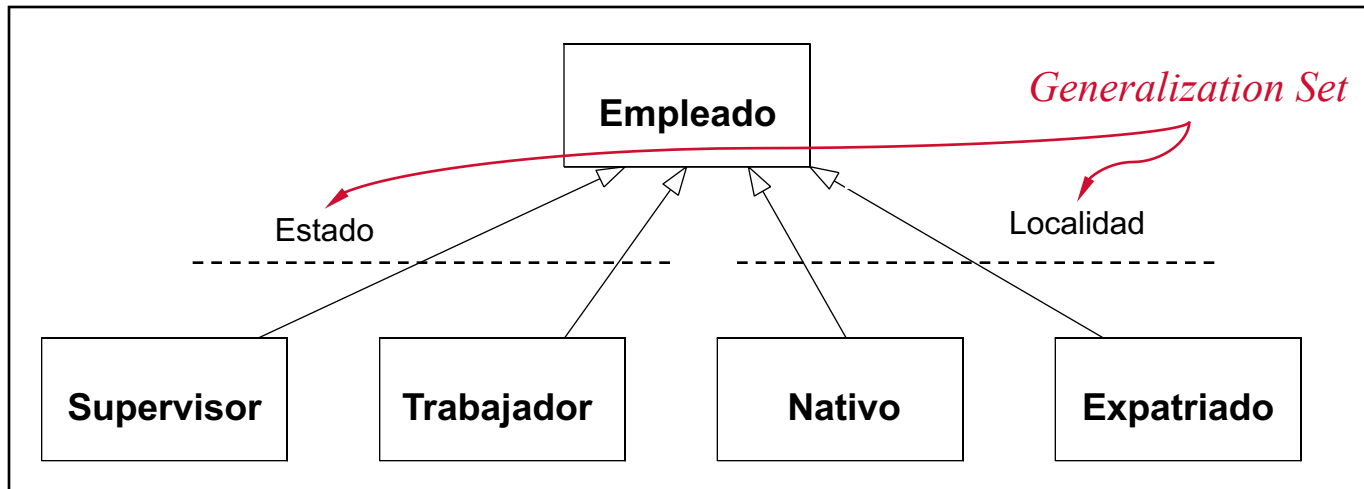 Empleado
Generalization Set
Estado
Localidad
Supervisor
Trabajador
Nativo
Expatriado